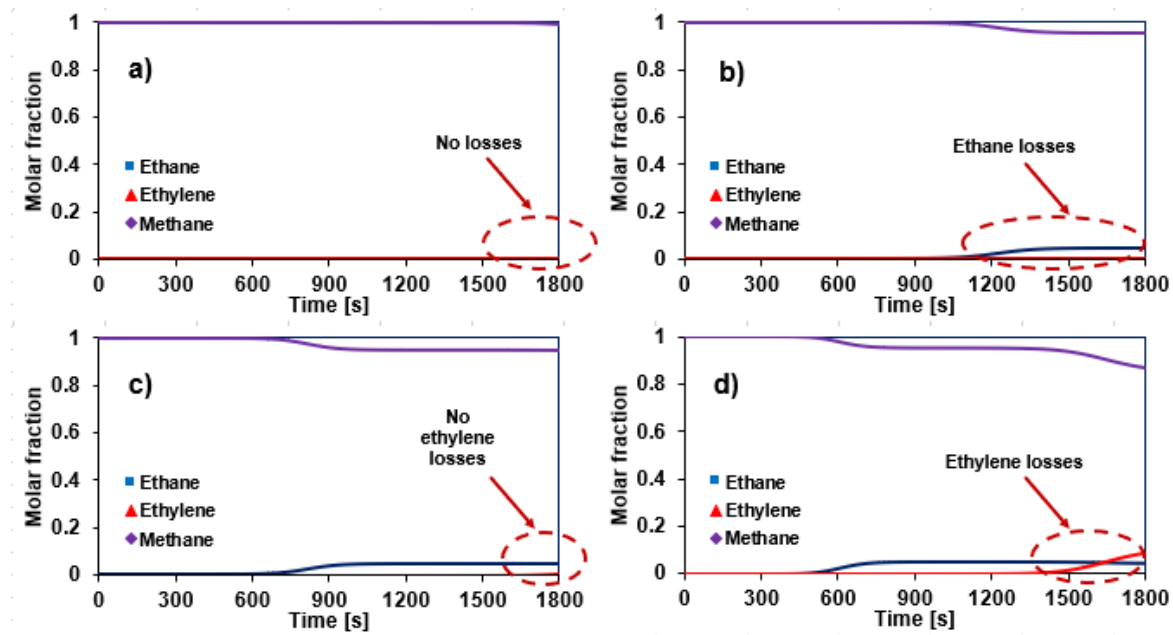 1
0.8
0.6
0.4
0.2
0
Molar fraction
a)
No losses
Ethane
Ethylene
Methane
0 300 600 900 1200 1500 1800
Time [s]
1
0.8
0.6
0.4
0.2
0
Molar fraction
b)
Ethane losses
Ethane
Ethylene
Methane
0 300 600 900 1200 1500 1800
Time [s]
1
0.8
0.6
0.4
0.2
0
Molar fraction
c)
No
ethylene
losses
Ethane
Ethylene
Methane
0 300 600 900 1200 1500 1800
Time [s]
1
0.8
0.6
0.4
0.2
0
Molar fraction
d)
Ethylene losses
Ethane
Ethylene
Methane
0 300 600 900 1200 1500 1800
Time [s]